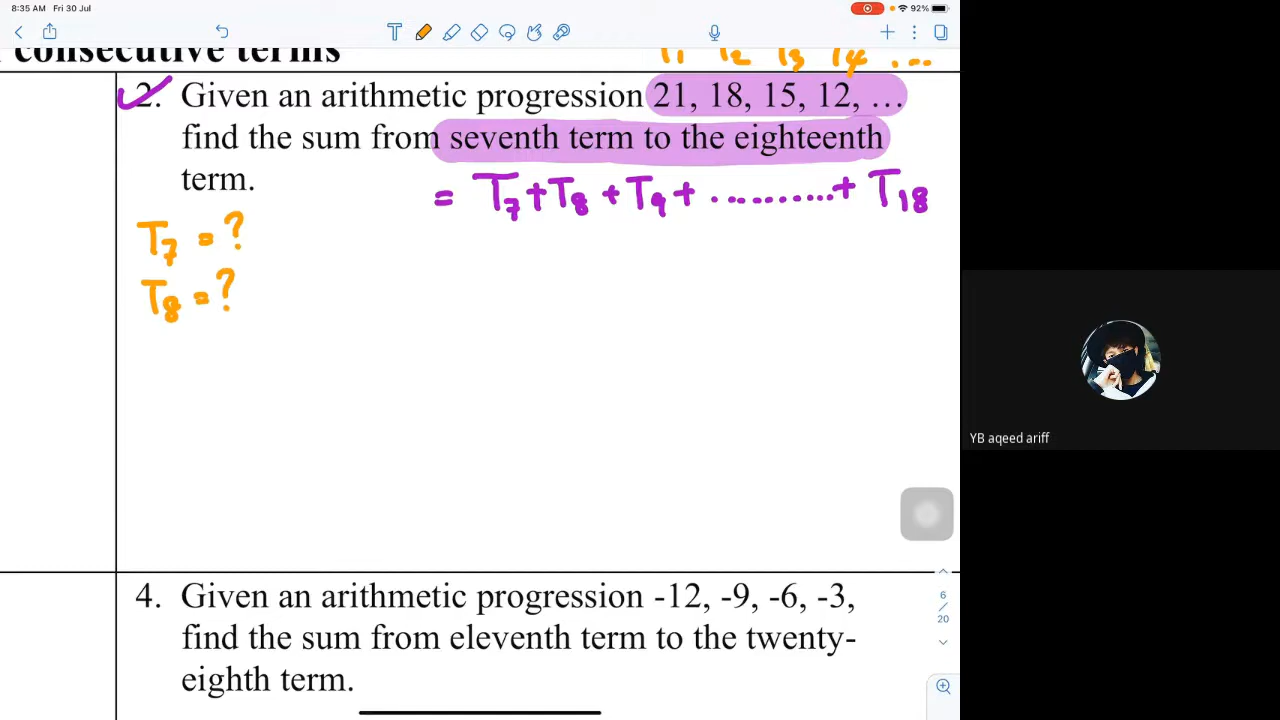 8:35 AM Fri 30 Jul
92%
consecutive terms
T1 T2 T3 T4 ...
2. Given an arithmetic progression 21, 18, 15, 12, …
find the sum from seventh term to the eighteenth
term.
= T7 + T8 + T9 + .......... + T18
T7 = ?
T8 = ?
YB aqeed ariff
4. Given an arithmetic progression -12, -9, -6, -3,
find the sum from eleventh term to the twenty-
eighth term.
6
/
20